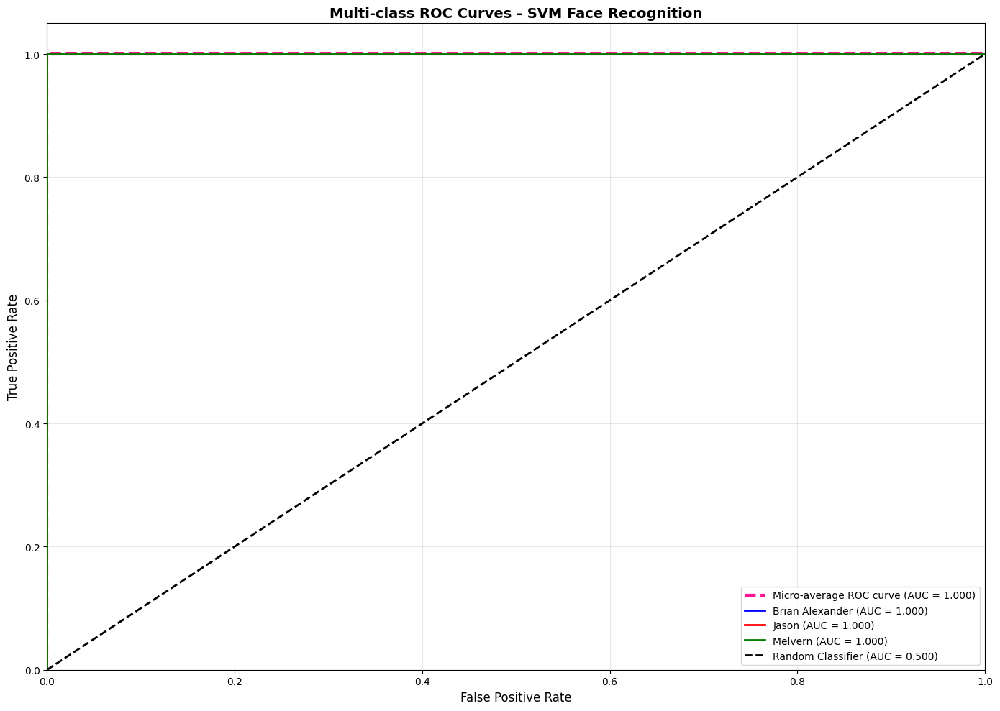 Multi-class ROC Curves - SVM Face Recognition
True Positive Rate
1.0
0.8
0.6
0.4
0.2
0.0
0.0 0.2 0.4 0.6 0.8 1.0
False Positive Rate
Micro-average ROC curve (AUC = 1.000)
Brian Alexander (AUC = 1.000)
Jason (AUC = 1.000)
Melvern (AUC = 1.000)
Random Classifier (AUC = 0.500)